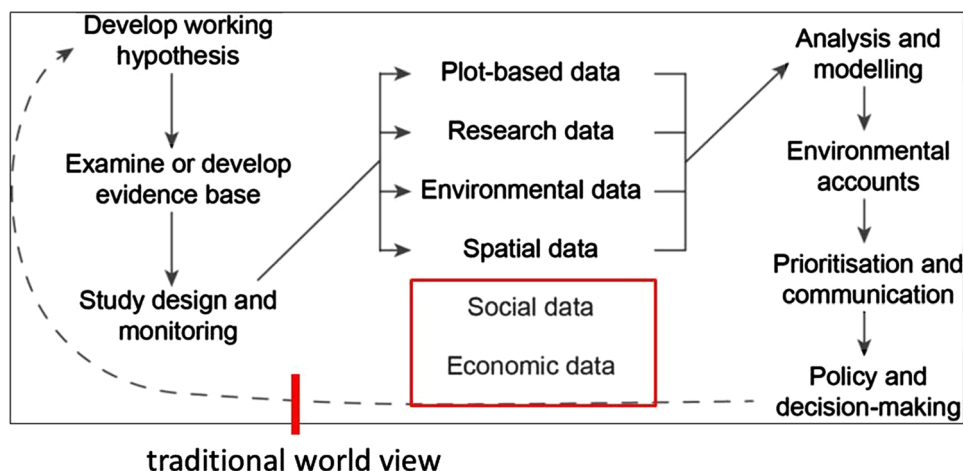 Develop working
hypothesis
Examine or develop
evidence base
Study design and
monitoring
Plot-based data
Research data
Environmental data
Spatial data
Social data
Economic data
Analysis and
modelling
Environmental
accounts
Prioritisation and
communication
Policy and
decision-making
traditional world view